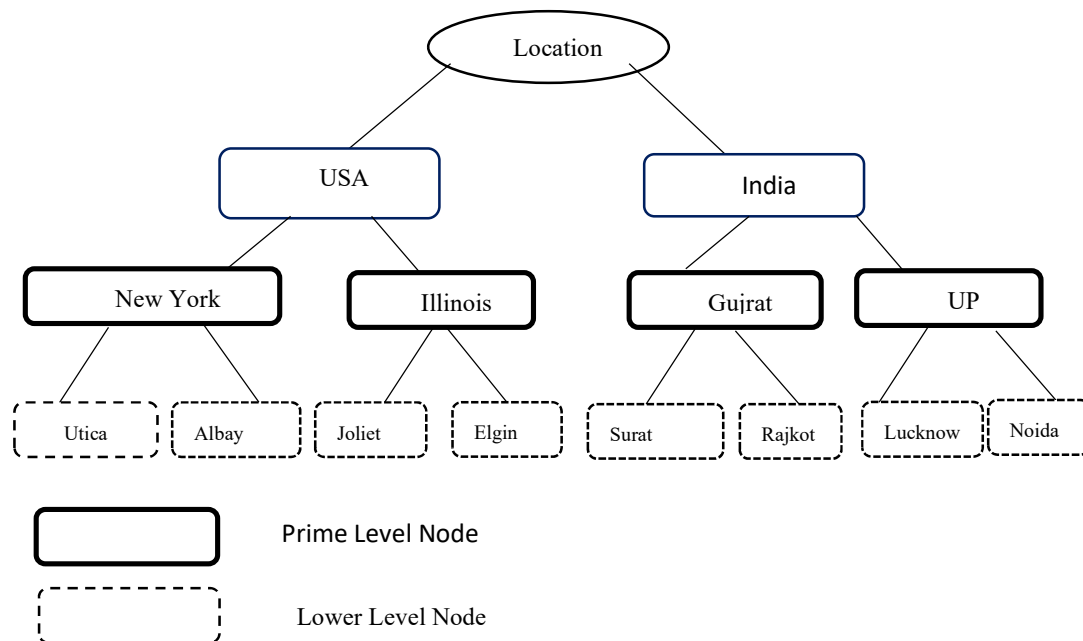 Location
USA
India
New York
Illinois
Gujrat
UP
Utica
Albay
Joliet
Elgin
Surat
Rajkot
Lucknow
Noida
Prime Level Node
Lower Level Node